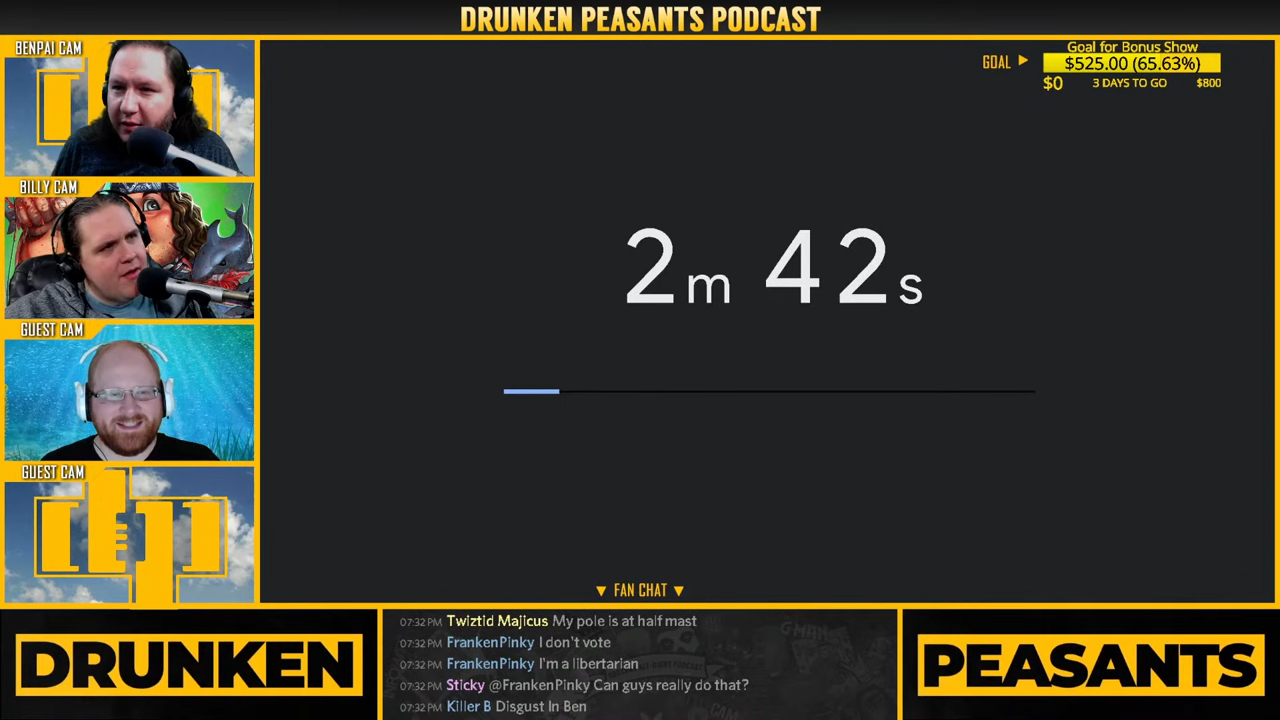 DRUNKEN PEASANTS PODCAST
BENPAI CAM
BILLY CAM
GUEST CAM
GUEST CAM
GOAL
Goal for Bonus Show
$525.00 (65.63%)
$0 3 DAYS TO GO $800
2m 42s
▼ FAN CHAT ▼
07:32 PM Twiztid Majicus My pole is at half mast
07:32 PM FrankenPinky I don't vote
07:32 PM FrankenPinky I'm a libertarian
07:32 PM Sticky @FrankenPinky Can guys really do that?
07:32 PM Killer B Disgust In Ben
DRUNKEN
PEASANTS